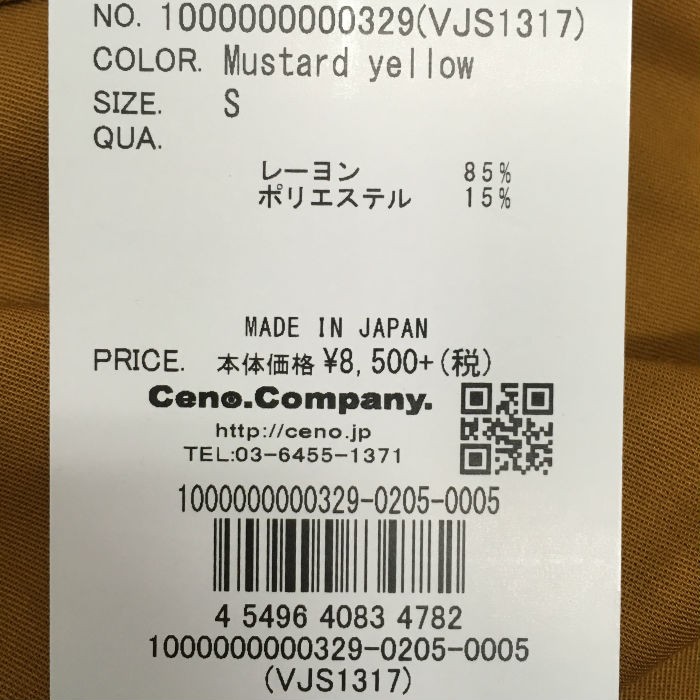 NO. 1000000000329(VJS1317)
COLOR. Mustard yellow
SIZE. S
QUA.
レーヨン 85%
ポリエステル 15%
MADE IN JAPAN
PRICE. 本体価格 ¥8,500+(税)
Ceno.Company.
http://ceno.jp
TEL:03-6455-1371
1000000000329-0205-0005
4 5496 4083 4782
1000000000329-0205-0005
(VJS1317)